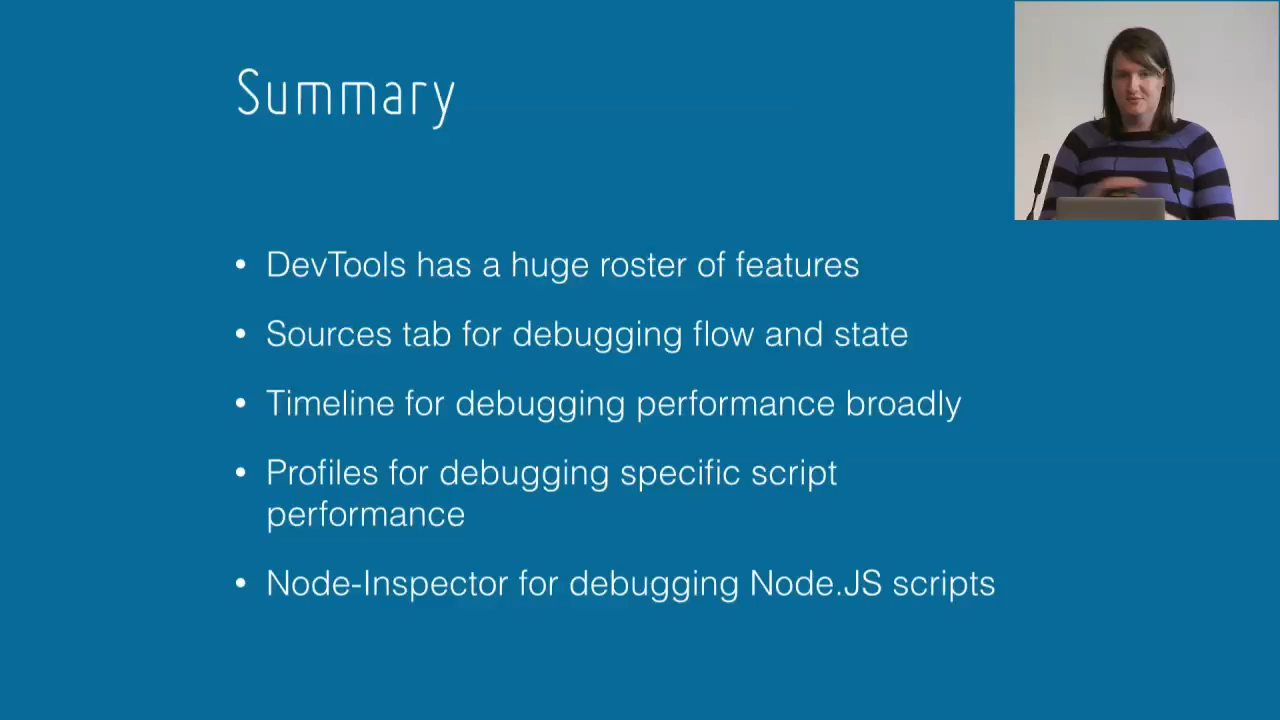 Summary
• DevTools has a huge roster of features
• Sources tab for debugging flow and state
• Timeline for debugging performance broadly
• Profiles for debugging specific script
performance
• Node-Inspector for debugging Node.JS scripts